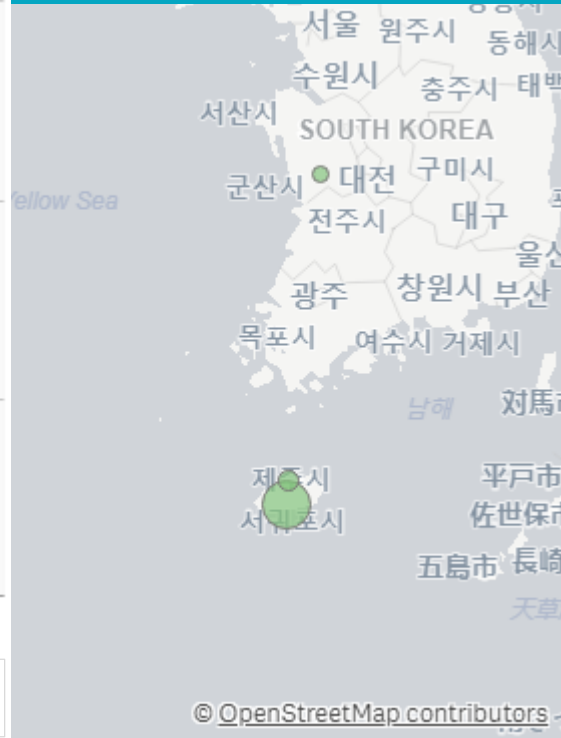 서울
원주시
동해시
수원시
충주시
태백
서산시
SOUTH KOREA
대전
구미시
군산시
Yellow Sea
전주시
대구
울산
창원시
부산
광주
목포시
여수시
거제시
남해
対馬市
제주시
平戸市
서귀포시
佐世保市
五島市
長崎
天草
© OpenStreetMap contributors